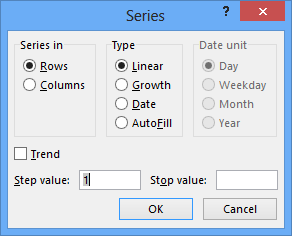 Series
?
Series in
Type
Date unit
Rows
Linear
Day
Columns
Growth
Weekday
Date
Month
AutoFill
Year
Trend
Step value: 1
Stop value:
OK
Cancel